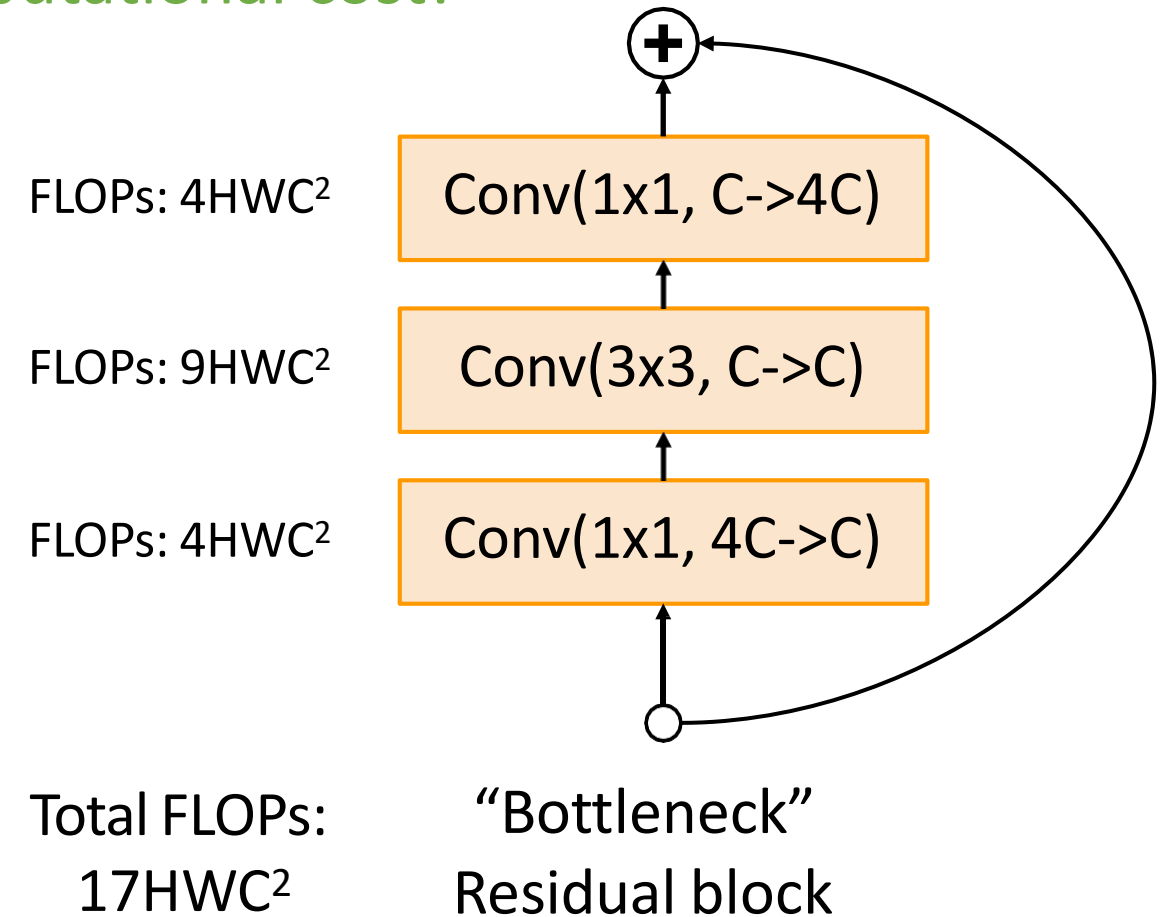 FLOPs: 4HWC²
Conv(1x1, C->4C)
FLOPs: 9HWC²
Conv(3x3, C->C)
FLOPs: 4HWC²
Conv(1x1, 4C->C)
Total FLOPs:
17HWC²
“Bottleneck”
Residual block